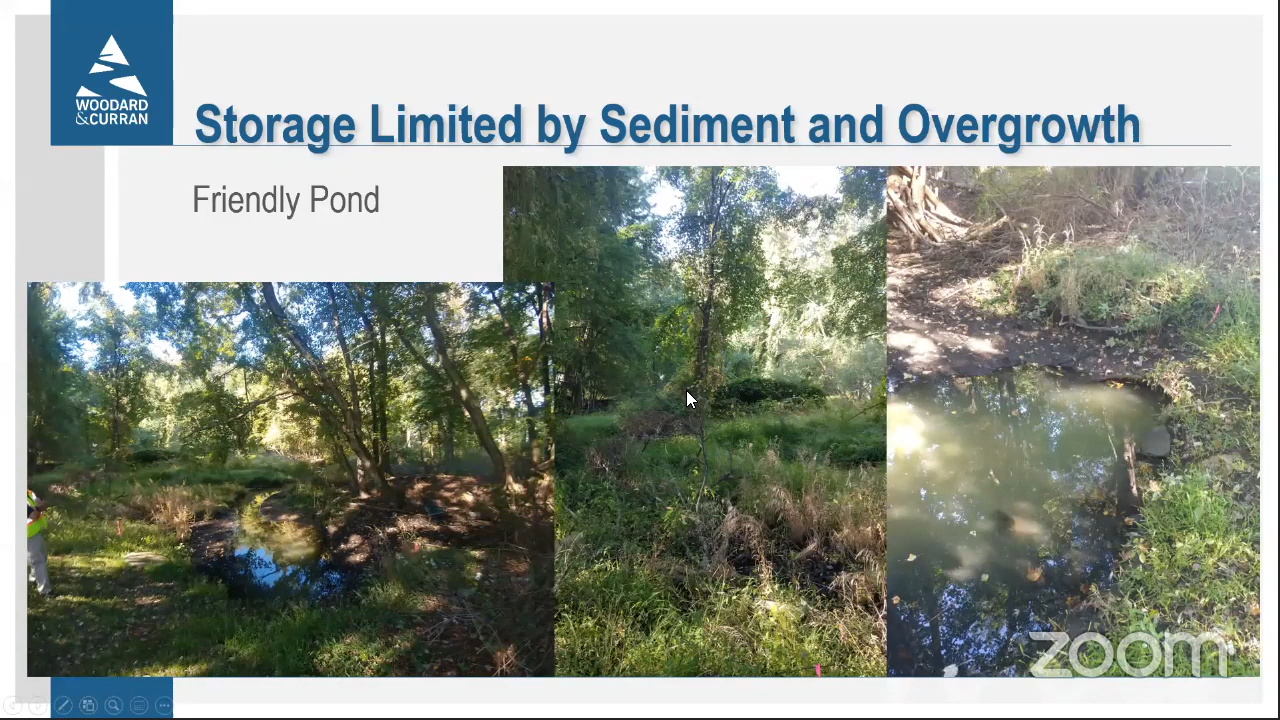 WOODARD
&CURRAN
Storage Limited by Sediment and Overgrowth
Friendly Pond
zoom